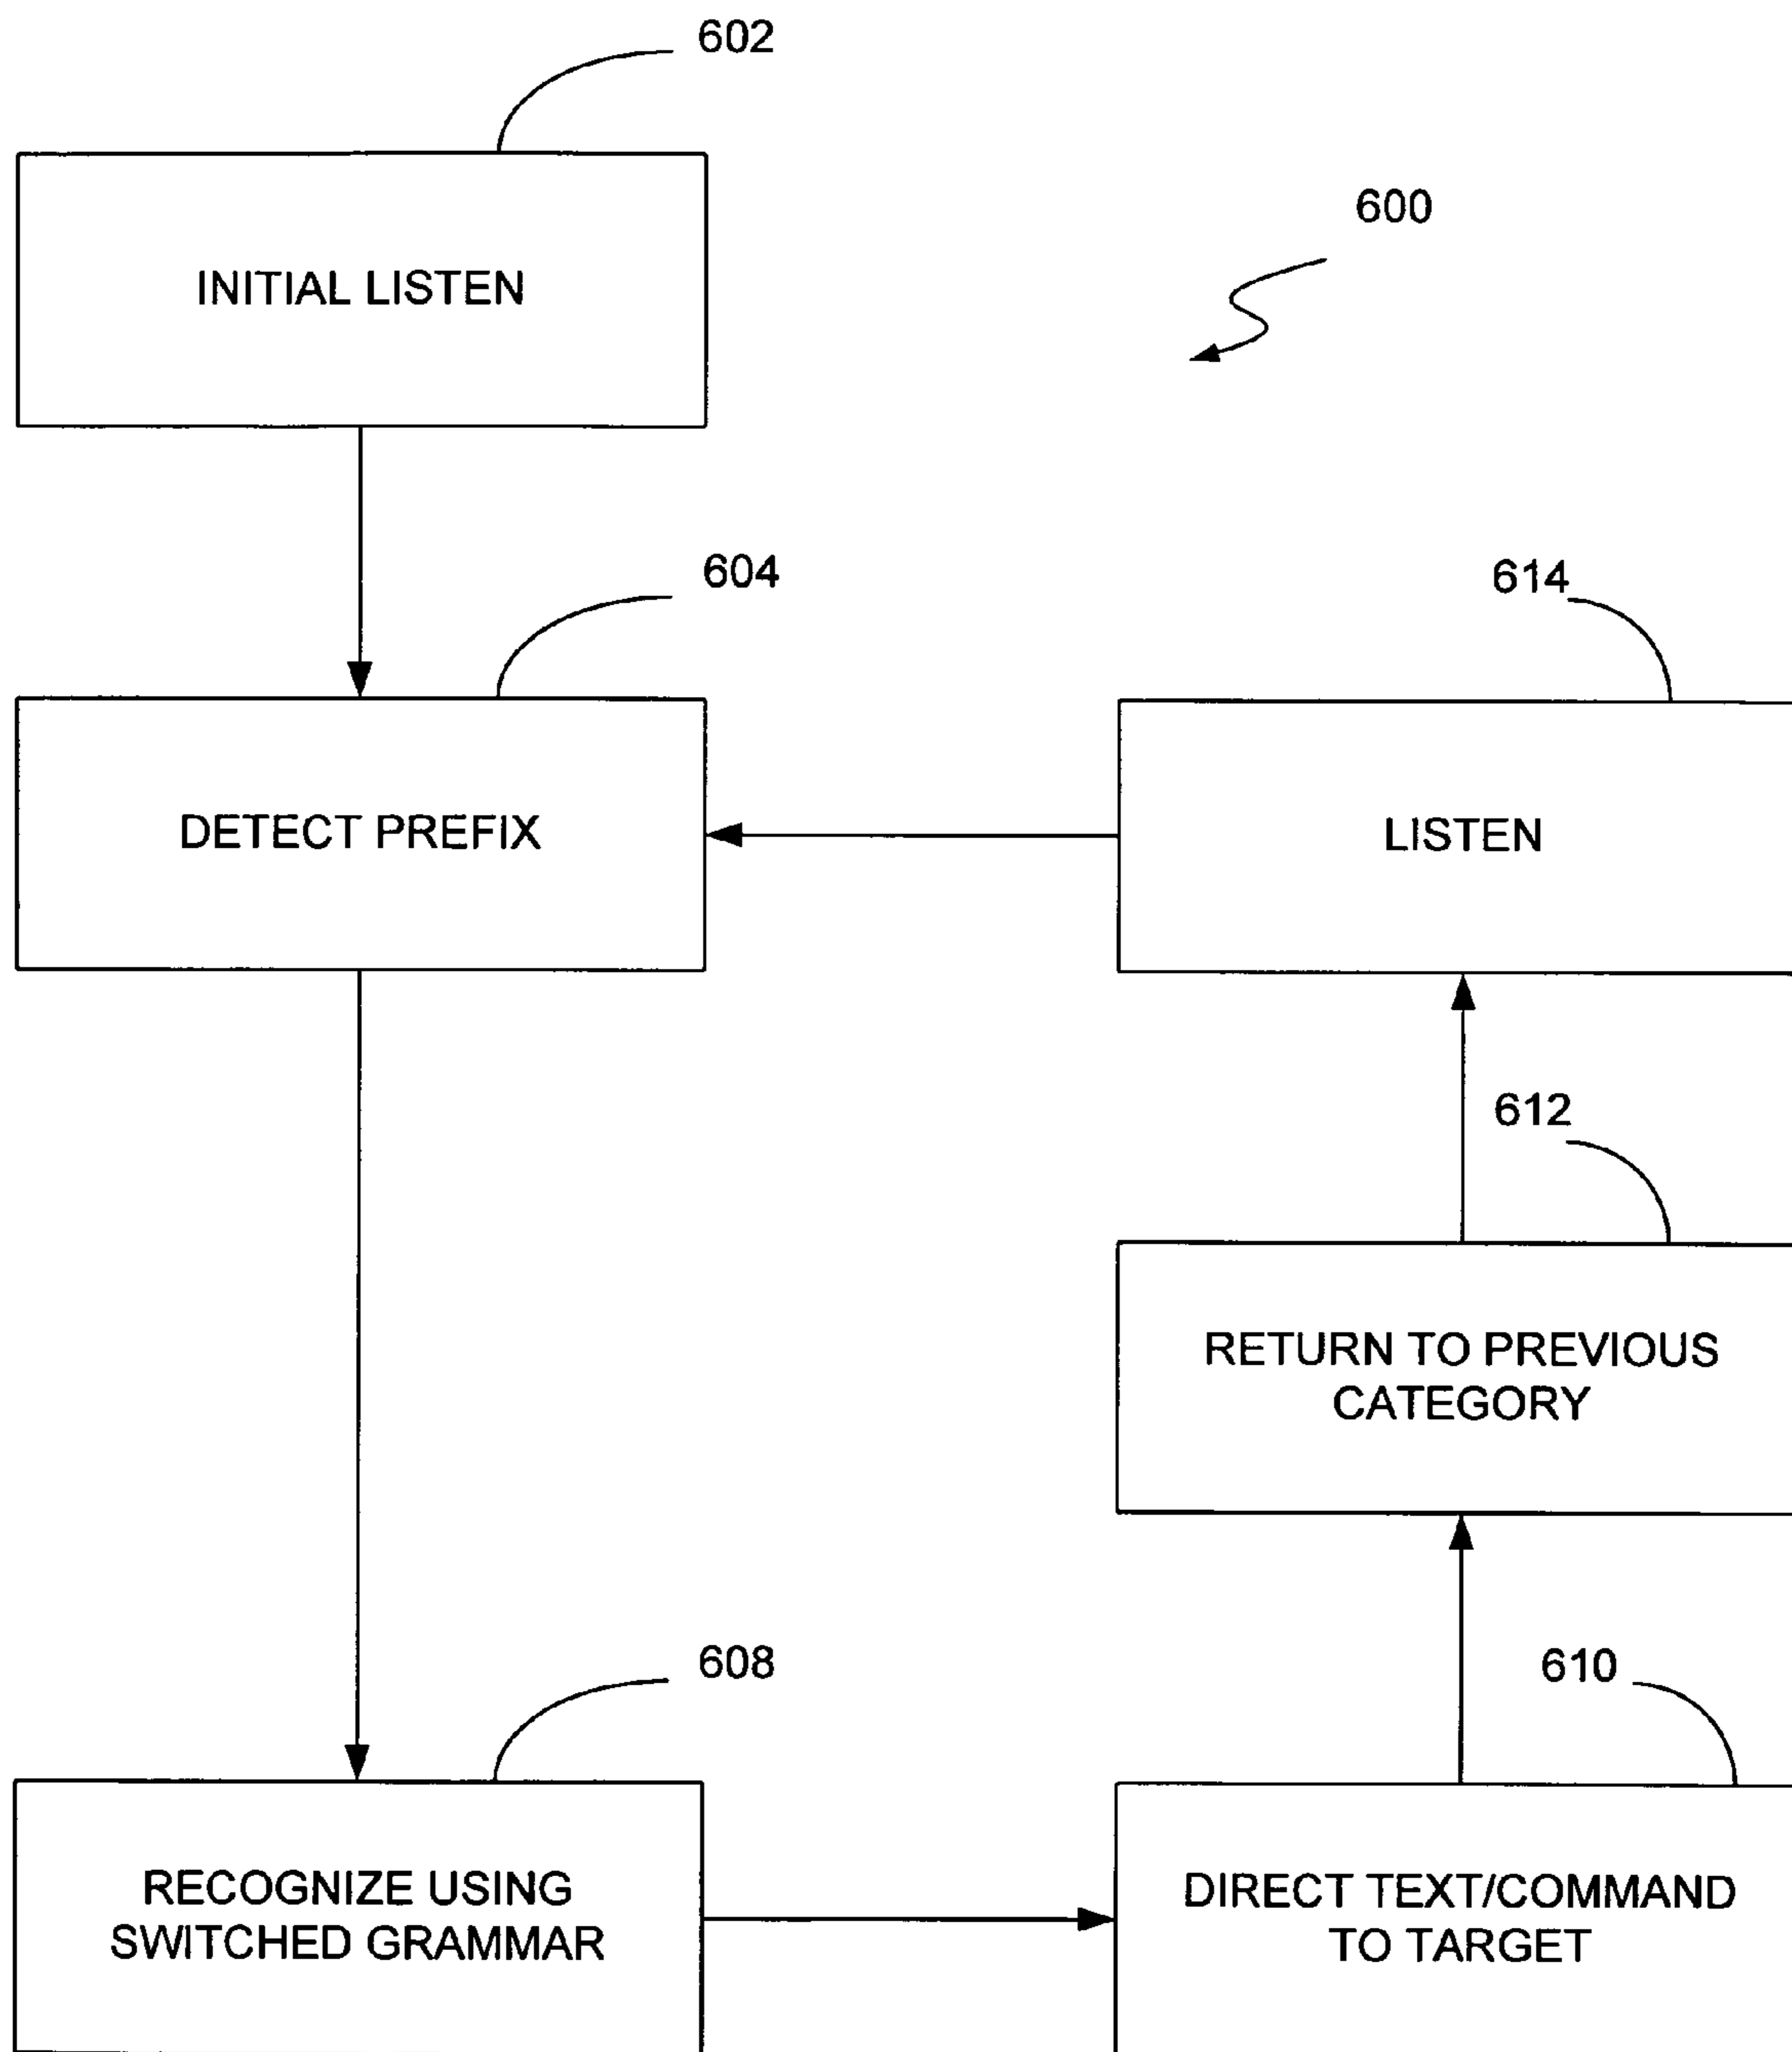 602
INITIAL LISTEN
600
604
DETECT PREFIX
614
LISTEN
612
RETURN TO PREVIOUS
CATEGORY
608
RECOGNIZE USING
SWITCHED GRAMMAR
610
DIRECT TEXT/COMMAND
TO TARGET